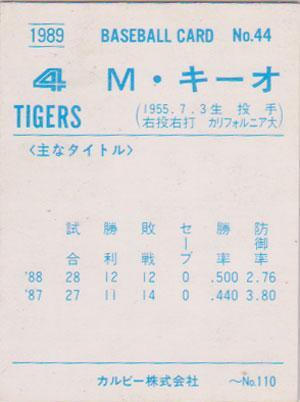 1989 BASEBALL CARD No.44
4 M・キーオ
TIGERS (1955.7.3生 投手
右投右打 カリフォルニア大)
〈主なタイトル〉
試合 勝利 敗戦 セーブ 勝率 防御率
'88 28 12 12 0 .500 2.76
'87 27 11 14 0 .440 3.80
カルビー株式会社 〜No.110